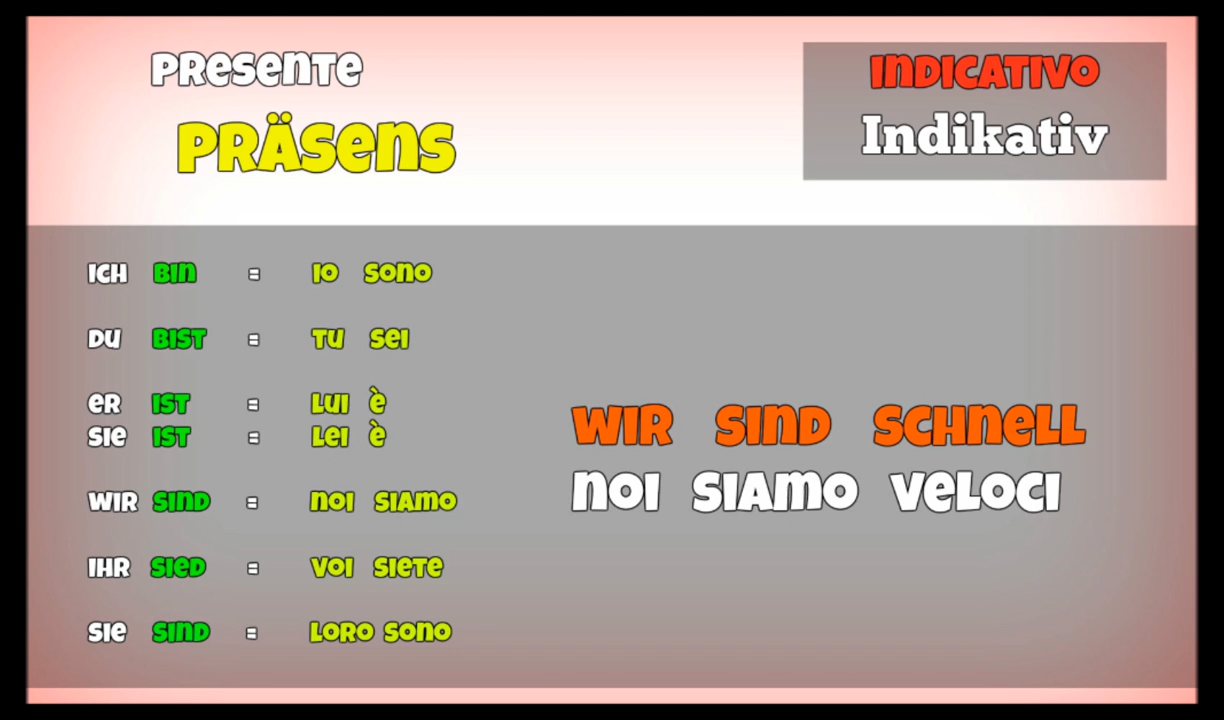 PRESENTE
PRÄSENS
INDICATIVO
Indikativ
ICH BIN = IO SONO
DU BIST = TU SEI
ER IST = LUI È
SIE IST = LEI È
WIR SIND = NOI SIAMO
IHR SIED = VOI SIETE
SIE SIND = LORO SONO
WIR SIND SCHNELL
NOI SIAMO VELOCI